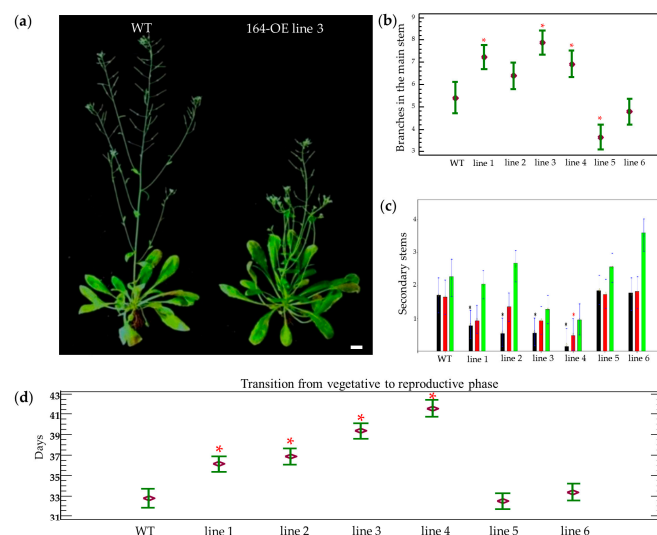 (a)
WT
164-OE line 3
(b)
Branches in the main stem
9
8
7
6
5
4
3
WT
line 1
line 2
line 3
line 4
line 5
line 6
*
*
*
*
(c)
Secondary stems
4
3
2
1
WT
line 1
line 2
line 3
line 4
line 5
line 6
(d)
Transition from vegetative to reproductive phase
Days
43
41
39
37
35
33
31
*
*
*
*
WT
line 1
line 2
line 3
line 4
line 5
line 6